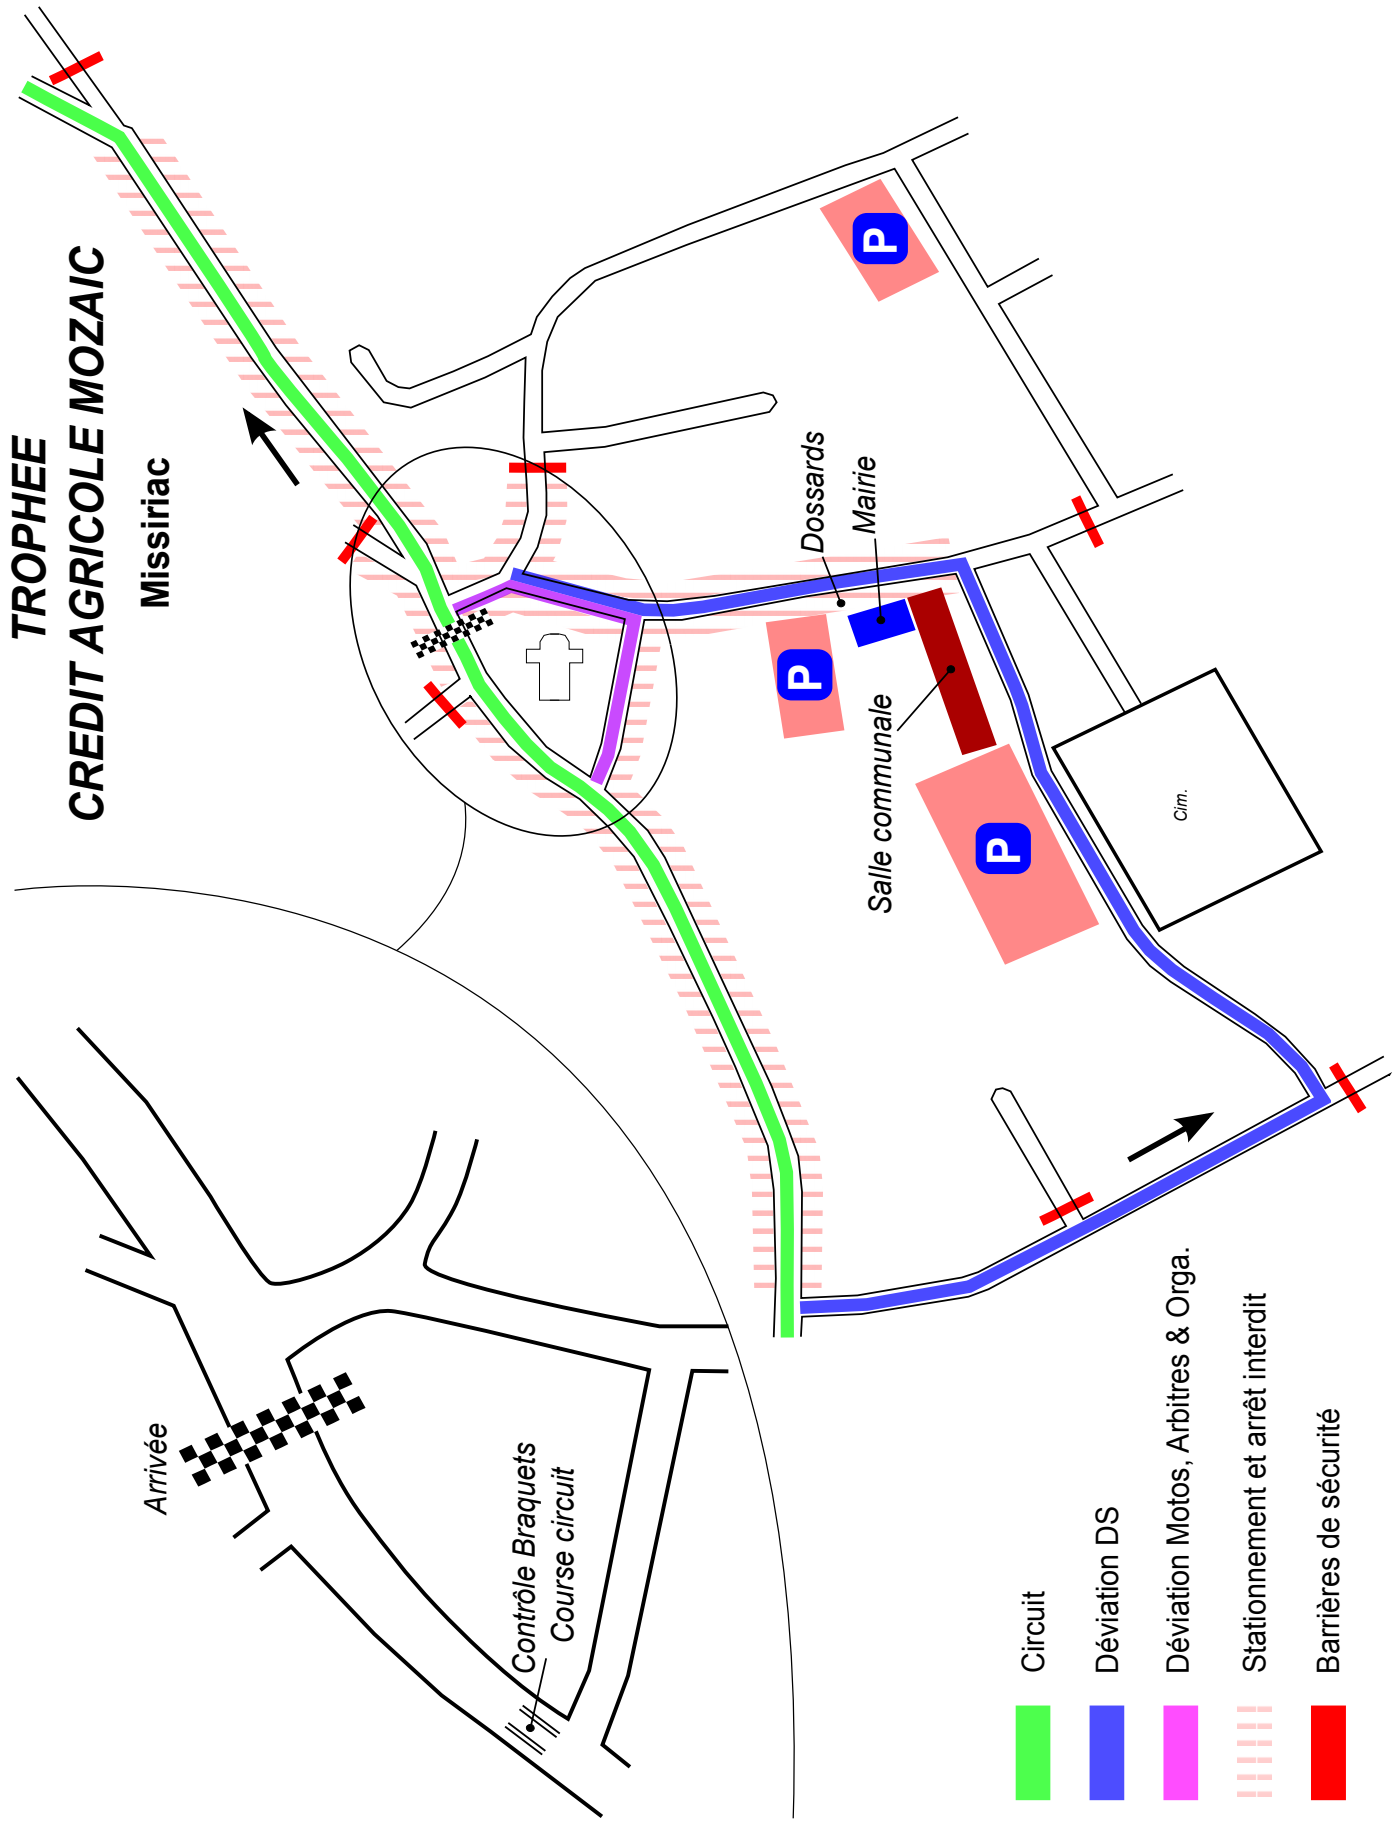 TROPHEE
CREDIT AGRICOLE MOZAIC
Missiriac
Arrivée
Contrôle Braquets
Course circuit
Dossards
Mairie
P
P
Salle communale
P
Cim.
Circuit
Déviation DS
Déviation Motos, Arbitres & Orga.
Stationnement et arrêt interdit
Barrières de sécurité